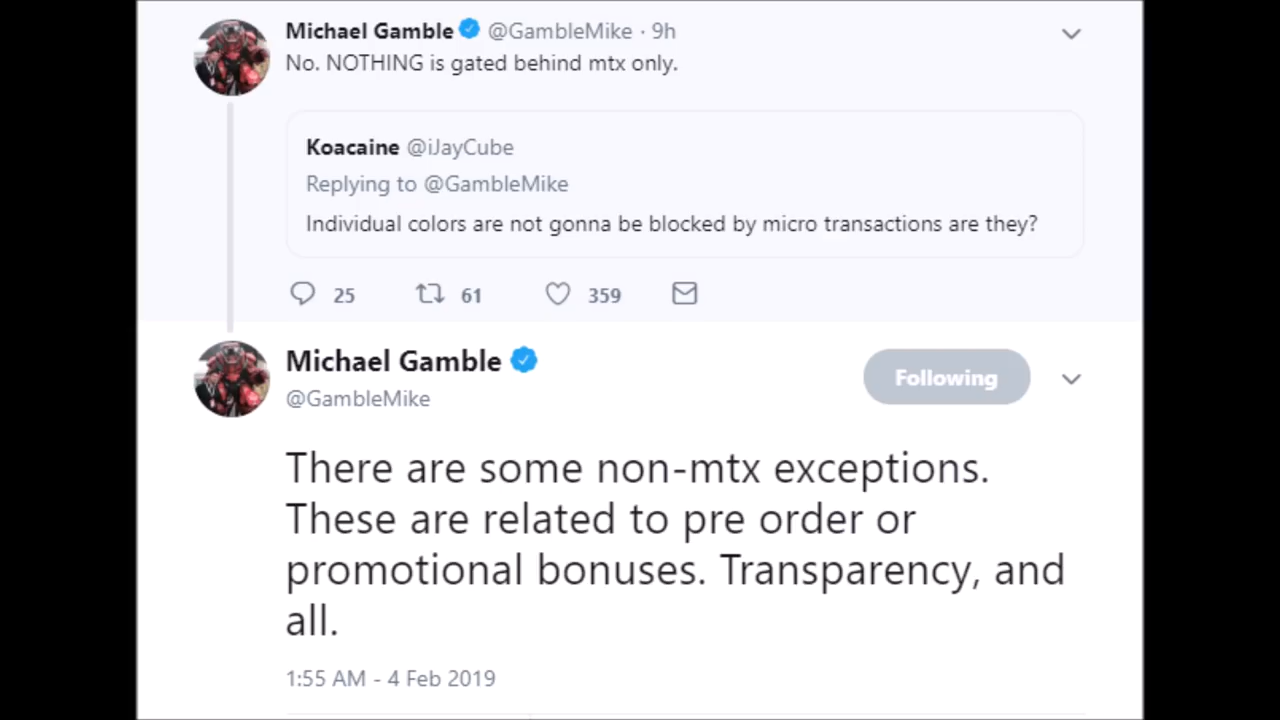 Michael Gamble @GambleMike · 9h
No. NOTHING is gated behind mtx only.
Koacaine @iJayCube
Replying to @GambleMike
Individual colors are not gonna be blocked by micro transactions are they?
25 61 359
Michael Gamble
Following
@GambleMike
There are some non-mtx exceptions.
These are related to pre order or
promotional bonuses. Transparency, and
all.
1:55 AM - 4 Feb 2019